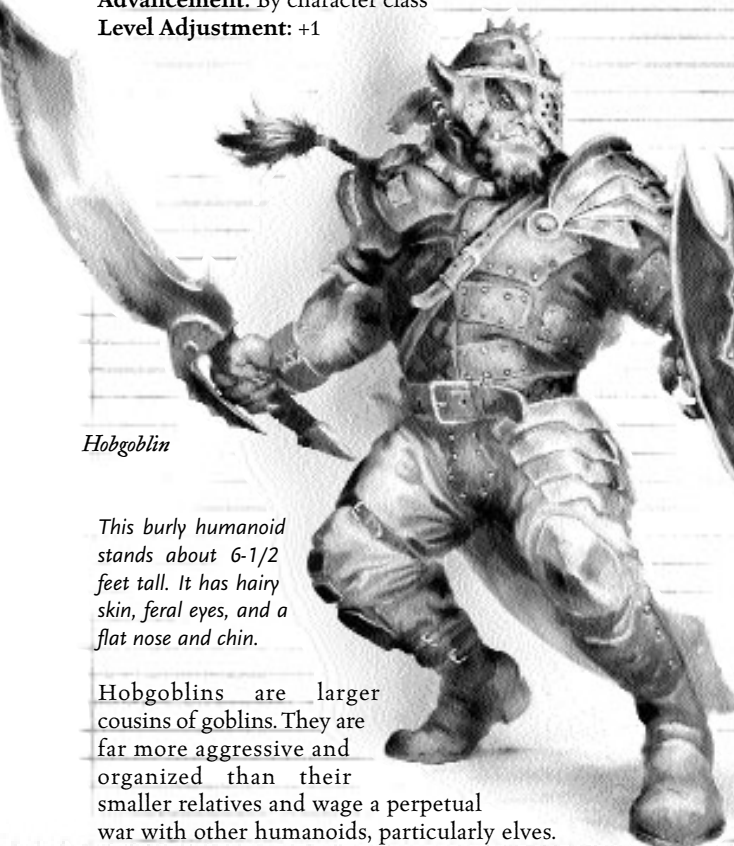 Advancement: By character class
Level Adjustment: +1
Hobgoblin
This burly humanoid
stands about 6-1/2
feet tall. It has hairy
skin, feral eyes, and a
flat nose and chin.
Hobgoblins are larger
cousins of goblins. They are
far more aggressive and
organized than their
smaller relatives and wage a perpetual
war with other humanoids, particularly elves.